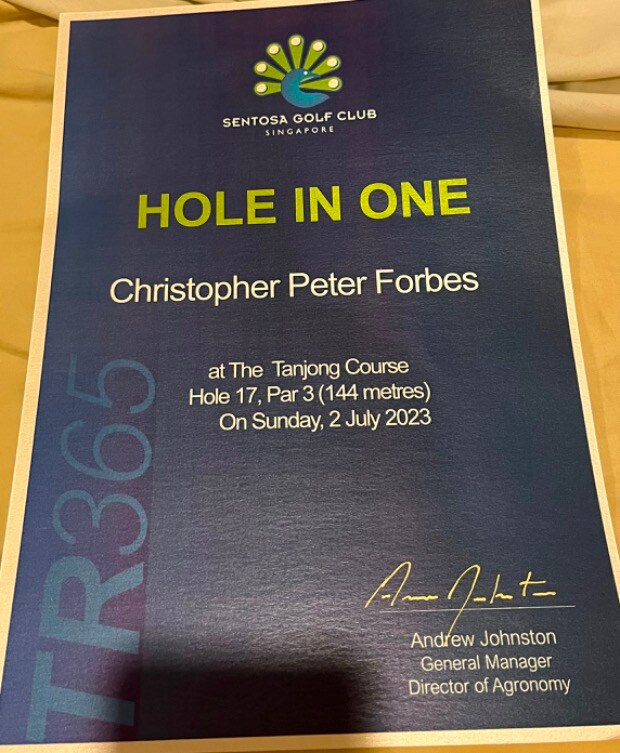 SENTOSA GOLF CLUB
SINGAPORE
HOLE IN ONE
Christopher Peter Forbes
at The Tanjong Course
Hole 17, Par 3 (144 metres)
On Sunday, 2 July 2023
TR365
Andrew Johnston
General Manager
Director of Agronomy